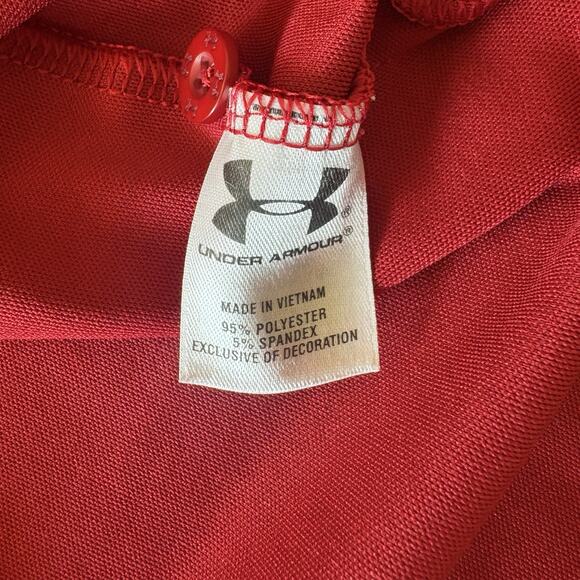 UNDER ARMOUR®
MADE IN VIETNAM
95% POLYESTER
5% SPANDEX
EXCLUSIVE OF DECORATION